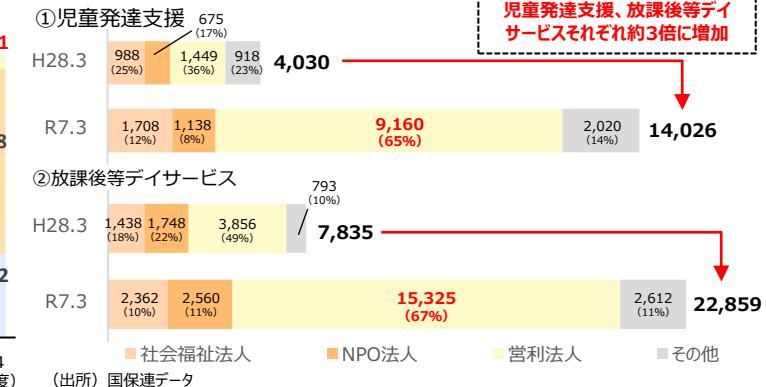 ①児童発達支援
675
(17%)
児童発達支援、放課後等デイ
サービスそれぞれ約3倍に増加
1
H28.3
988
(25%)
1,449
(36%)
918
(23%)
4,030
8
R7.3
1,708
(12%)
1,138
(8%)
9,160
(65%)
2,020
(14%)
14,026
②放課後等デイサービス
793
(10%)
H28.3
1,438
(18%)
1,748
(22%)
3,856
(49%)
7,835
2
R7.3
2,362
(10%)
2,560
(11%)
15,325
(67%)
2,612
(11%)
22,859
社会福祉法人
NPO法人
営利法人
その他
4
度)
(出所) 国保連データ